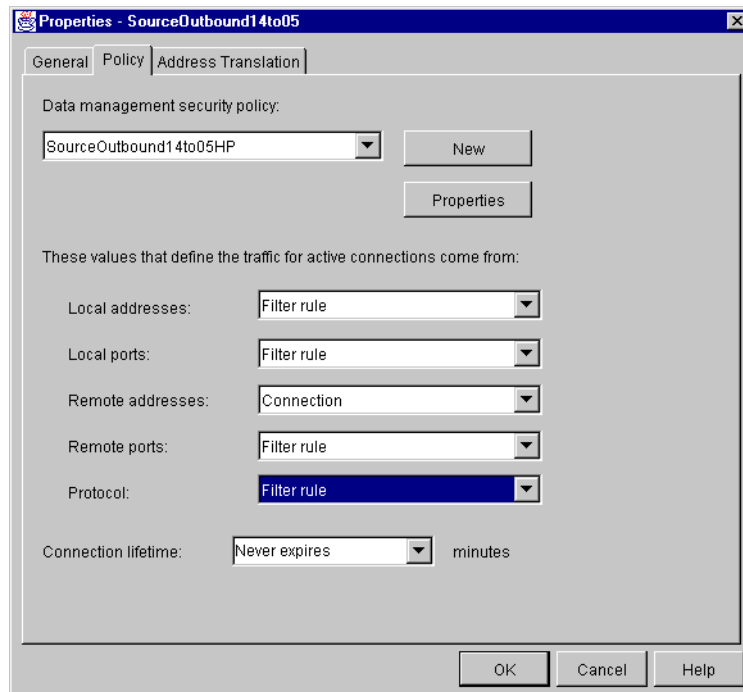 Properties - SourceOutbound14to05
General Policy Address Translation
Data management security policy:
SourceOutbound14to05HP New
Properties
These values that define the traffic for active connections come from:
Local addresses: Filter rule
Local ports: Filter rule
Remote addresses: Connection
Remote ports: Filter rule
Protocol: Filter rule
Connection lifetime: Never expires minutes
OK Cancel Help